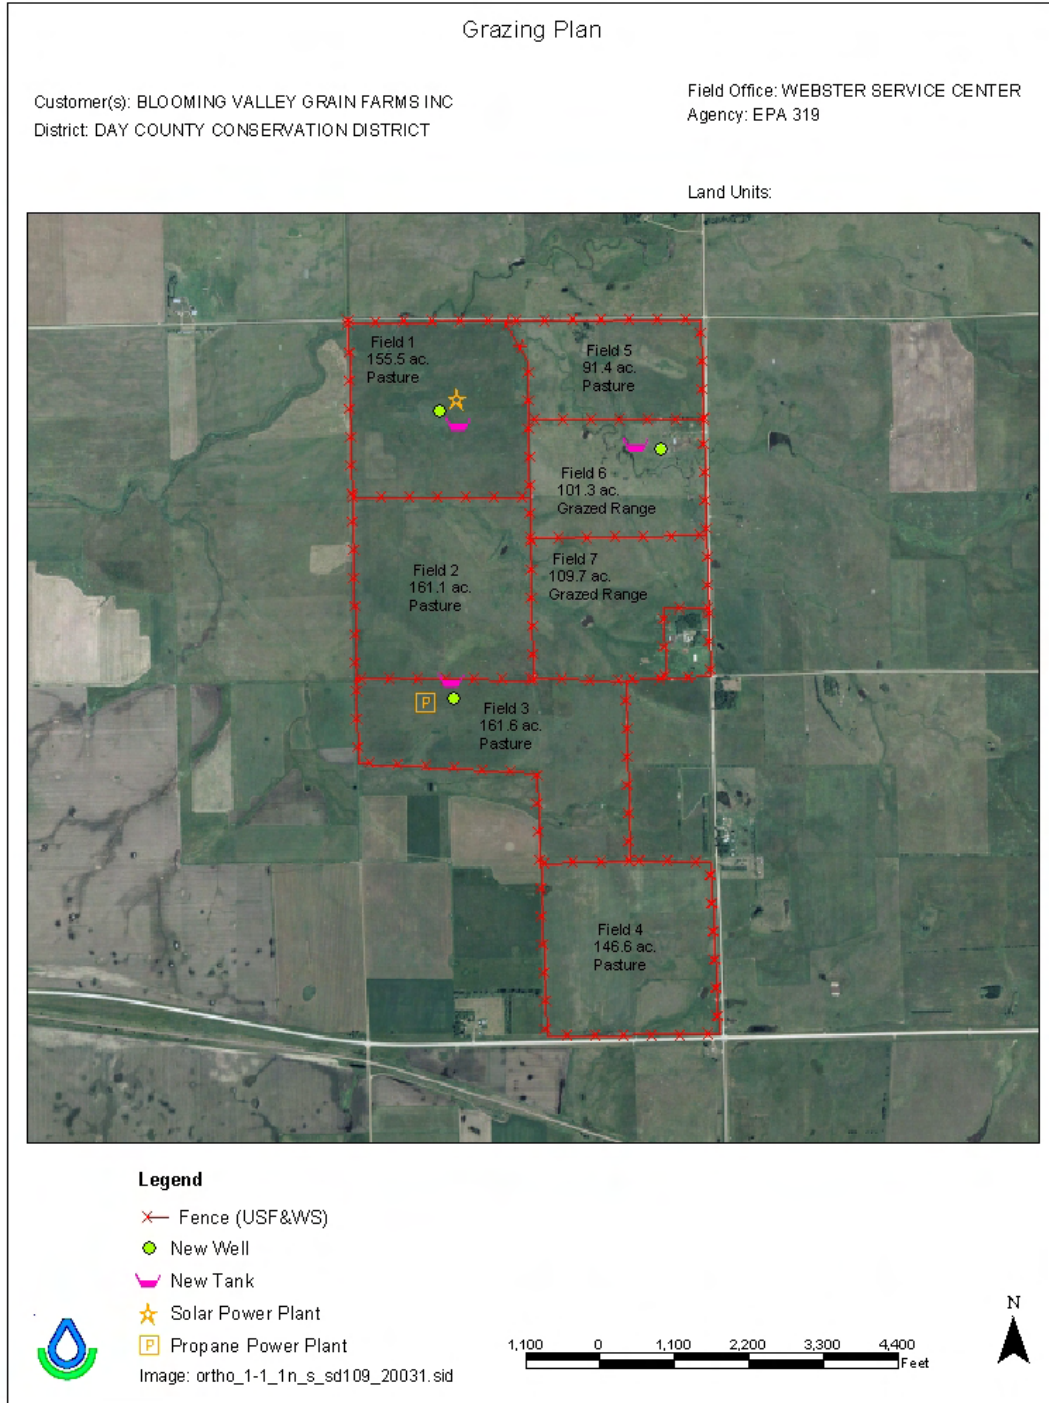 Grazing Plan
Customer(s): BLOOMING VALLEY GRAIN FARMS INC
District: DAY COUNTY CONSERVATION DISTRICT
Field Office: WEBSTER SERVICE CENTER
Agency: EPA 319
Land Units:
Field 1
155.5 ac.
Pasture
Field 5
91.4 ac.
Pasture
Field 6
101.3 ac.
Grazed Range
Field 2
161.1 ac.
Pasture
Field 7
109.7 ac.
Grazed Range
P
Field 3
161.6 ac.
Pasture
Field 4
146.6 ac.
Pasture
Legend
Fence (USF&WS)
New Well
New Tank
Solar Power Plant
P Propane Power Plant
Image: ortho_1-1_1n_s_sd109_20031.sid
1,100 0 1,100 2,200 3,300 4,400
Feet
N